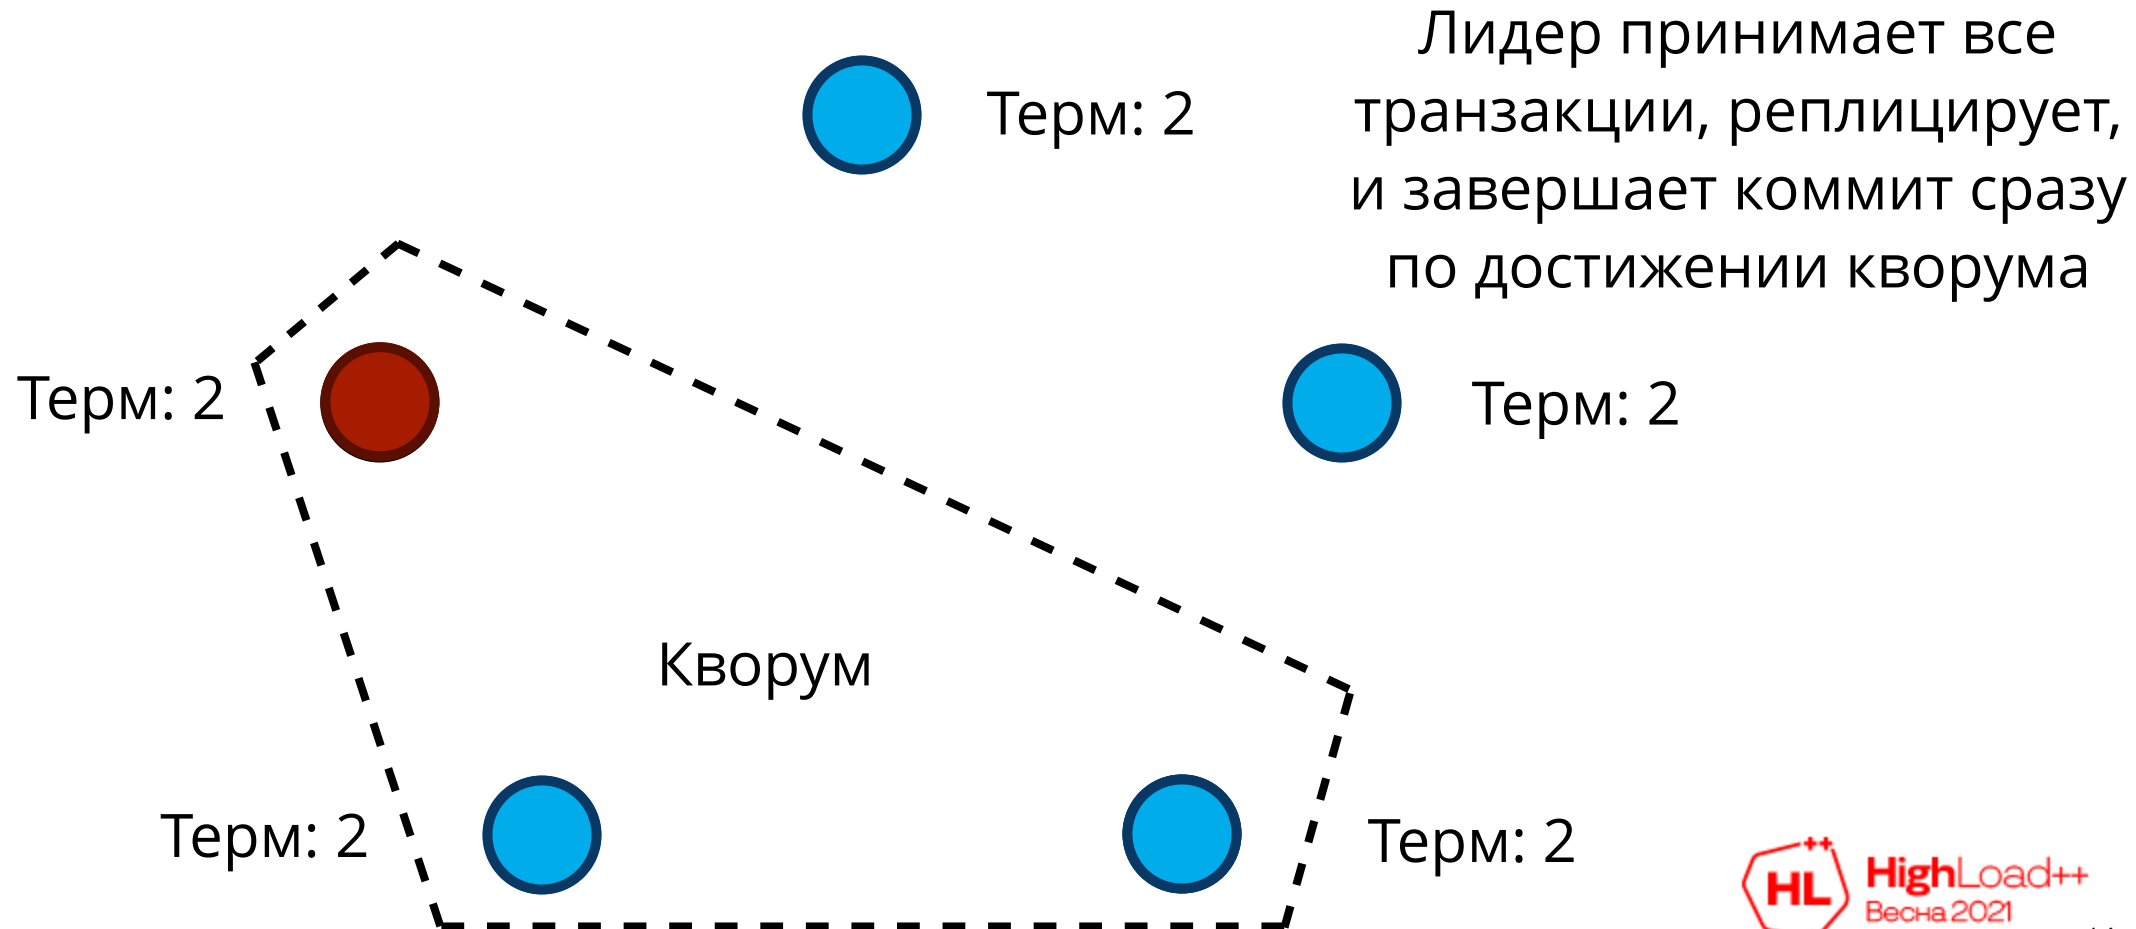 Лидер принимает все
транзакции, реплицирует,
и завершает коммит сразу
по достижении кворума
Терм: 2
Терм: 2
Терм: 2
Кворум
Терм: 2
Терм: 2
HL++
HighLoad++
Весна 2021